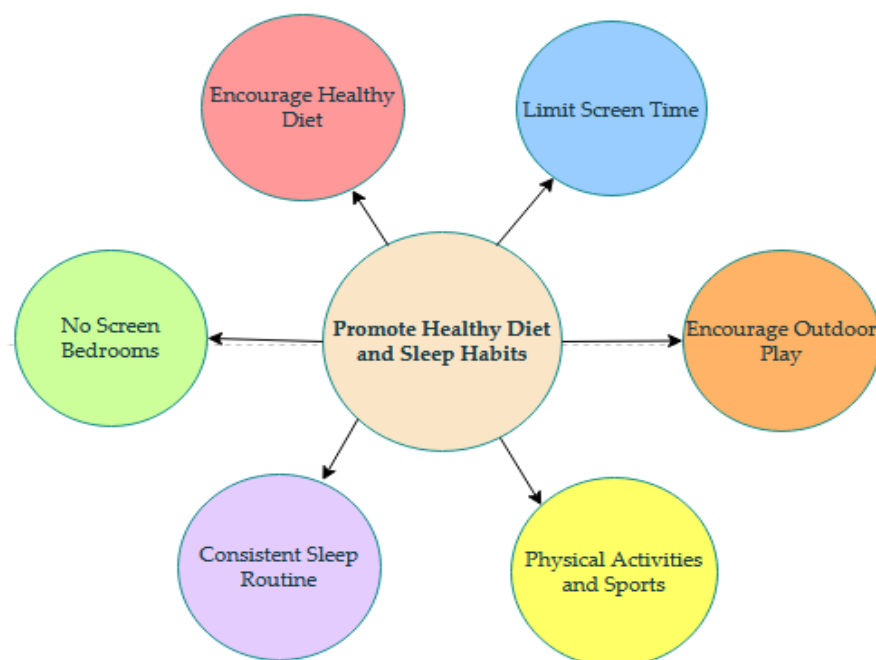 Encourage Healthy
Diet
Limit Screen Time
No Screen
Bedrooms
Promote Healthy Diet
and Sleep Habits
Encourage Outdoor
Play
Consistent Sleep
Routine
Physical Activities
and Sports